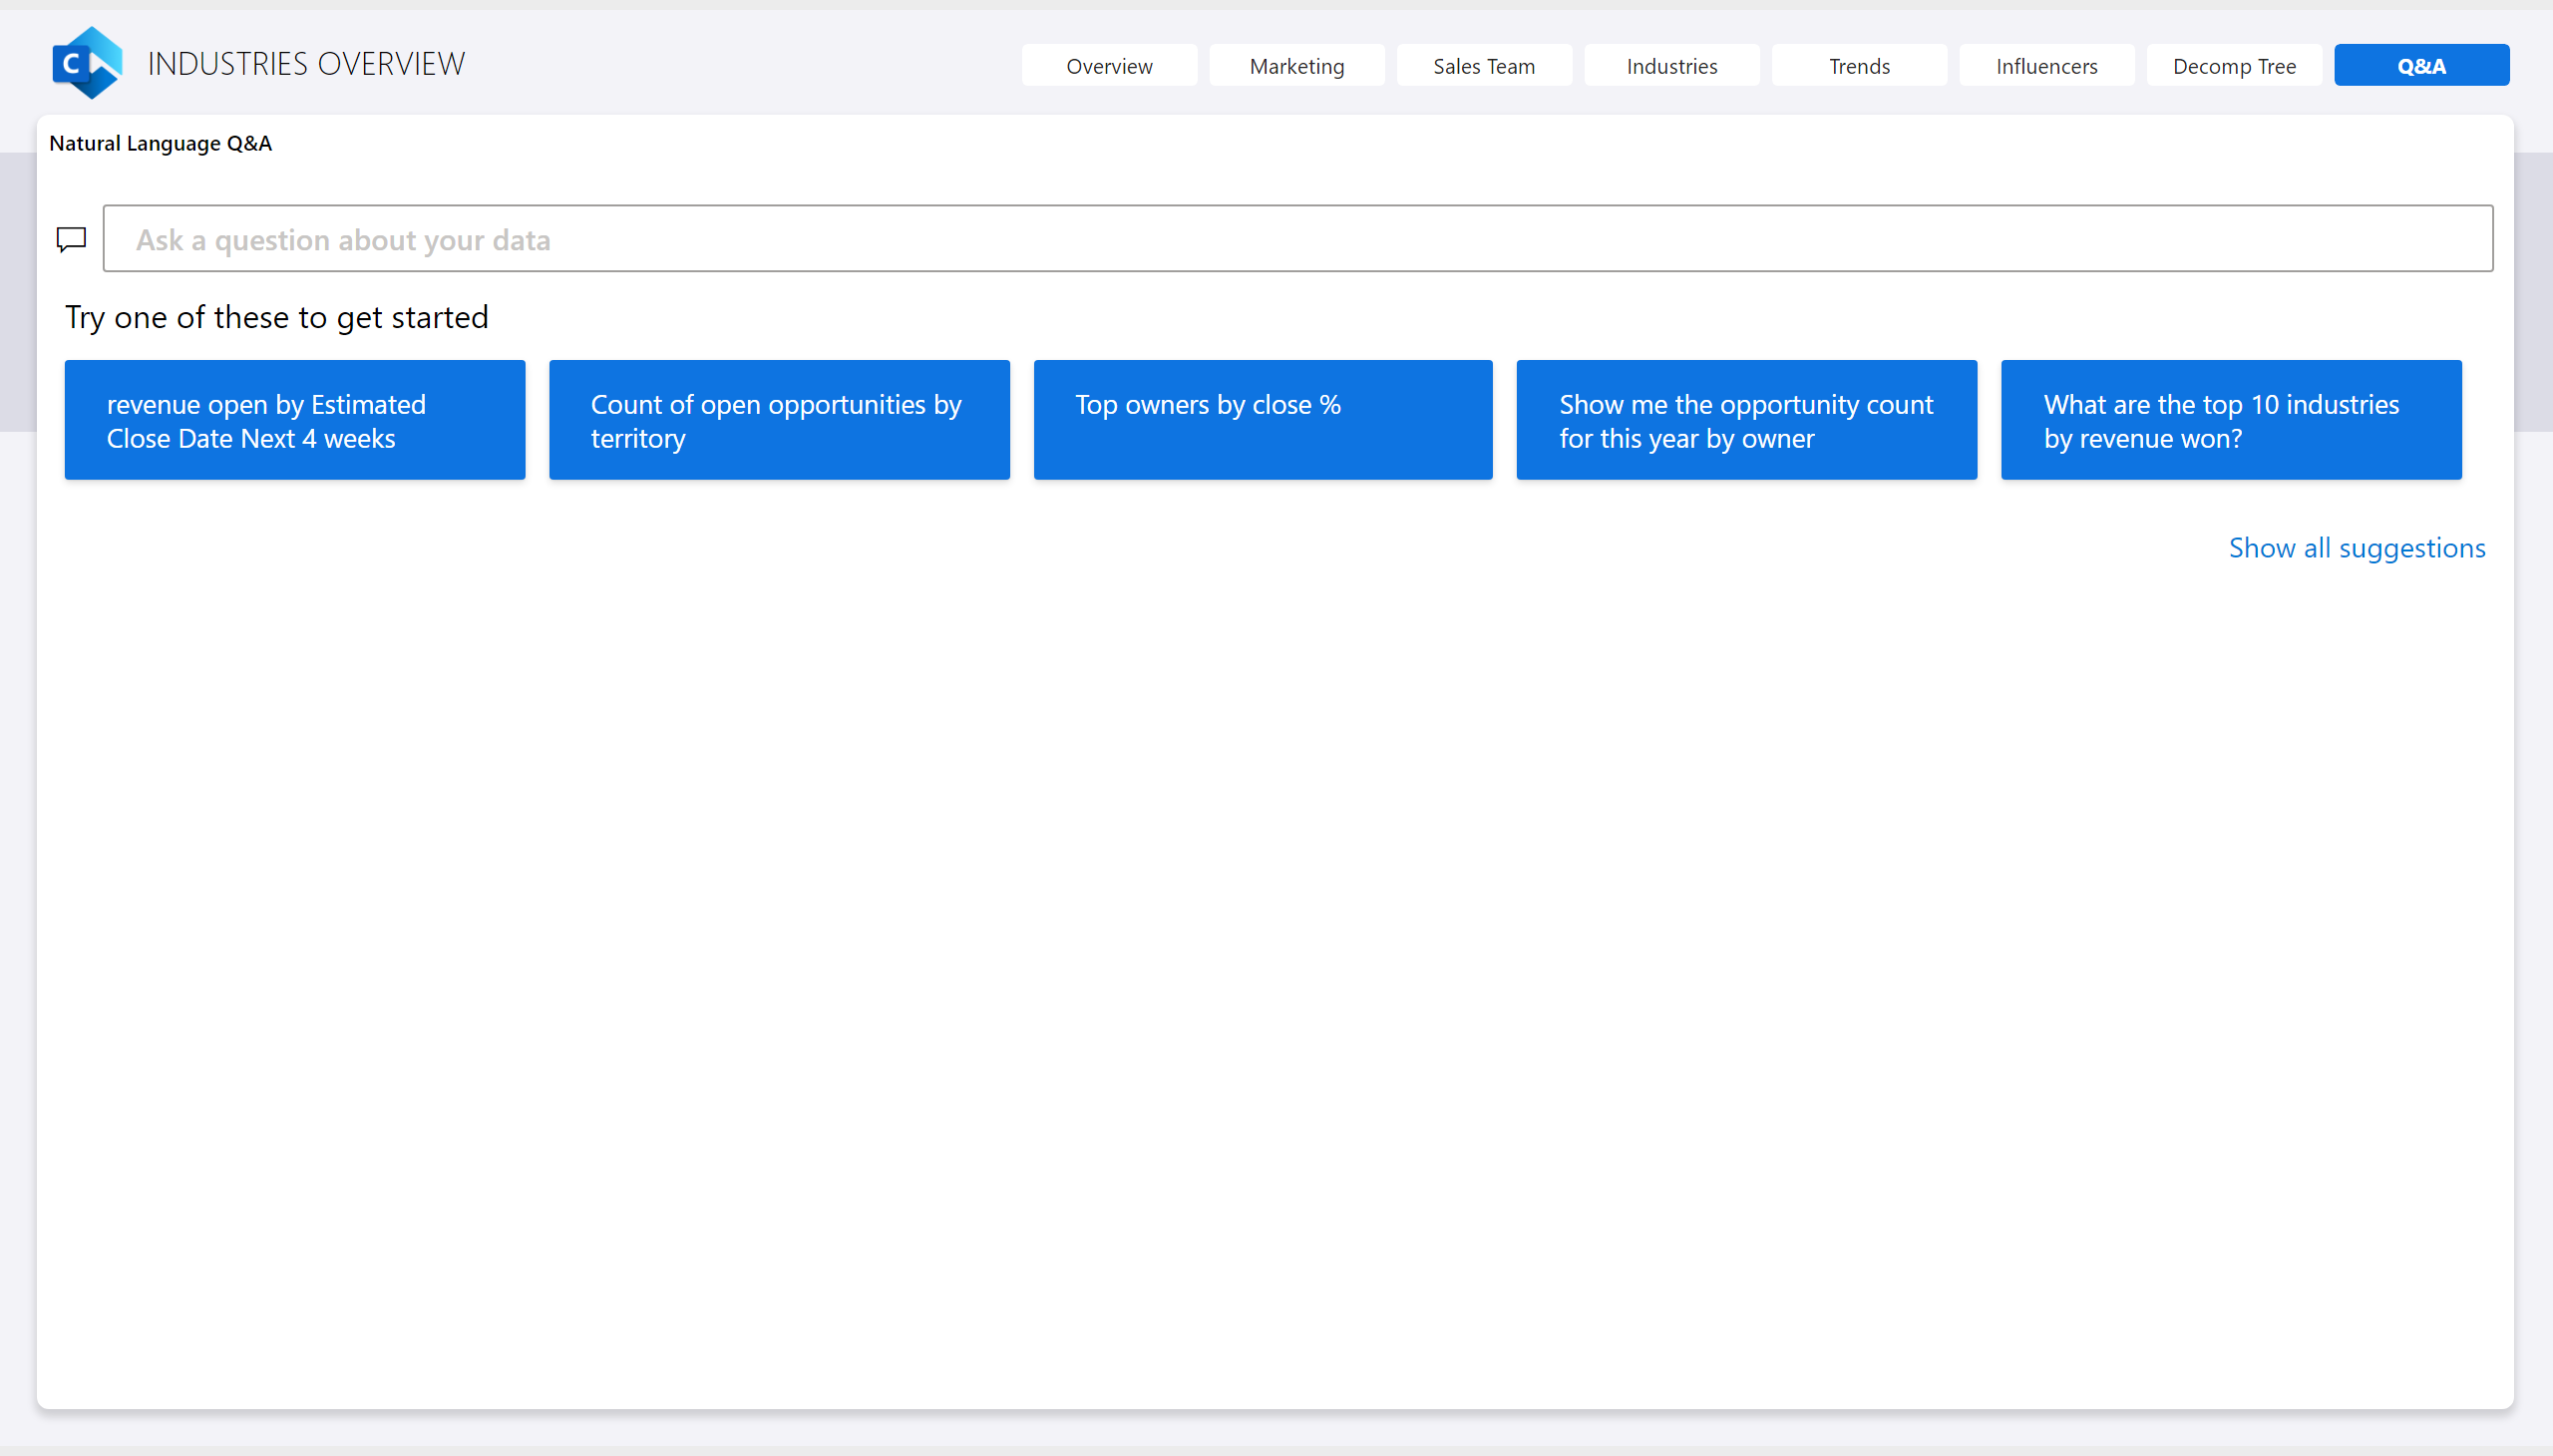 C
INDUSTRIES OVERVIEW
Overview
Marketing
Sales Team
Industries
Trends
Influencers
Decomp Tree
Q&A
Natural Language Q&A
Ask a question about your data
Try one of these to get started
revenue open by Estimated
Close Date Next 4 weeks
Count of open opportunities by
territory
Top owners by close %
Show me the opportunity count
for this year by owner
What are the top 10 industries
by revenue won?
Show all suggestions